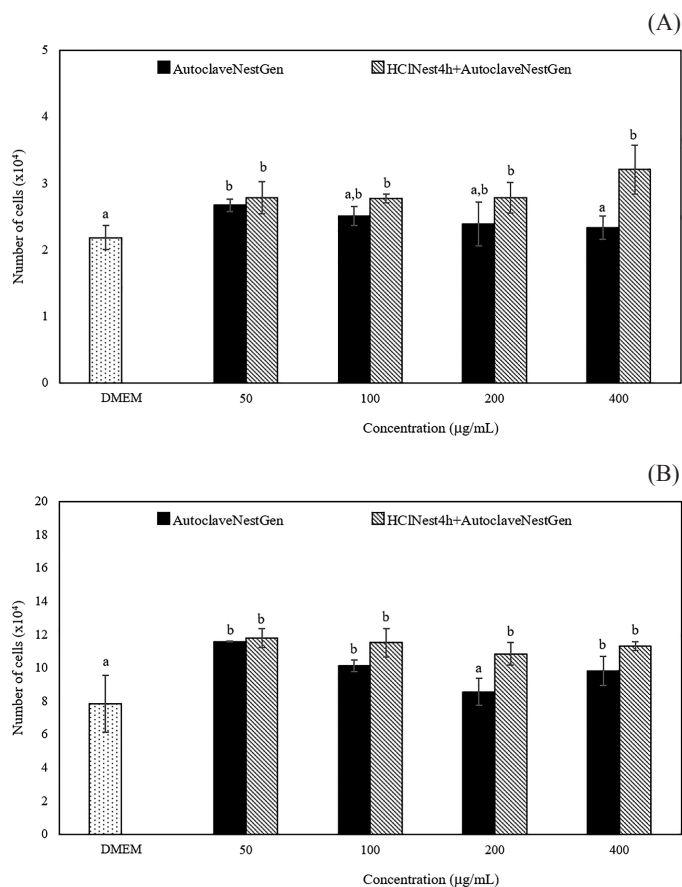 (A)
5
AutoclaveNestGen HClNest4h+AutoclaveNestGen
4
b
b b b b
b a,b a,b a
a
3
2
1
0
Number of cells (x10⁴)
DMEM 50 100 200 400
Concentration (µg/mL)
(B)
20
AutoclaveNestGen HClNest4h+AutoclaveNestGen
18
16
14
b b b b b b b
a a
12
10
8
6
4
2
0
Number of cells (x10⁴)
DMEM 50 100 200 400
Concentration (µg/mL)